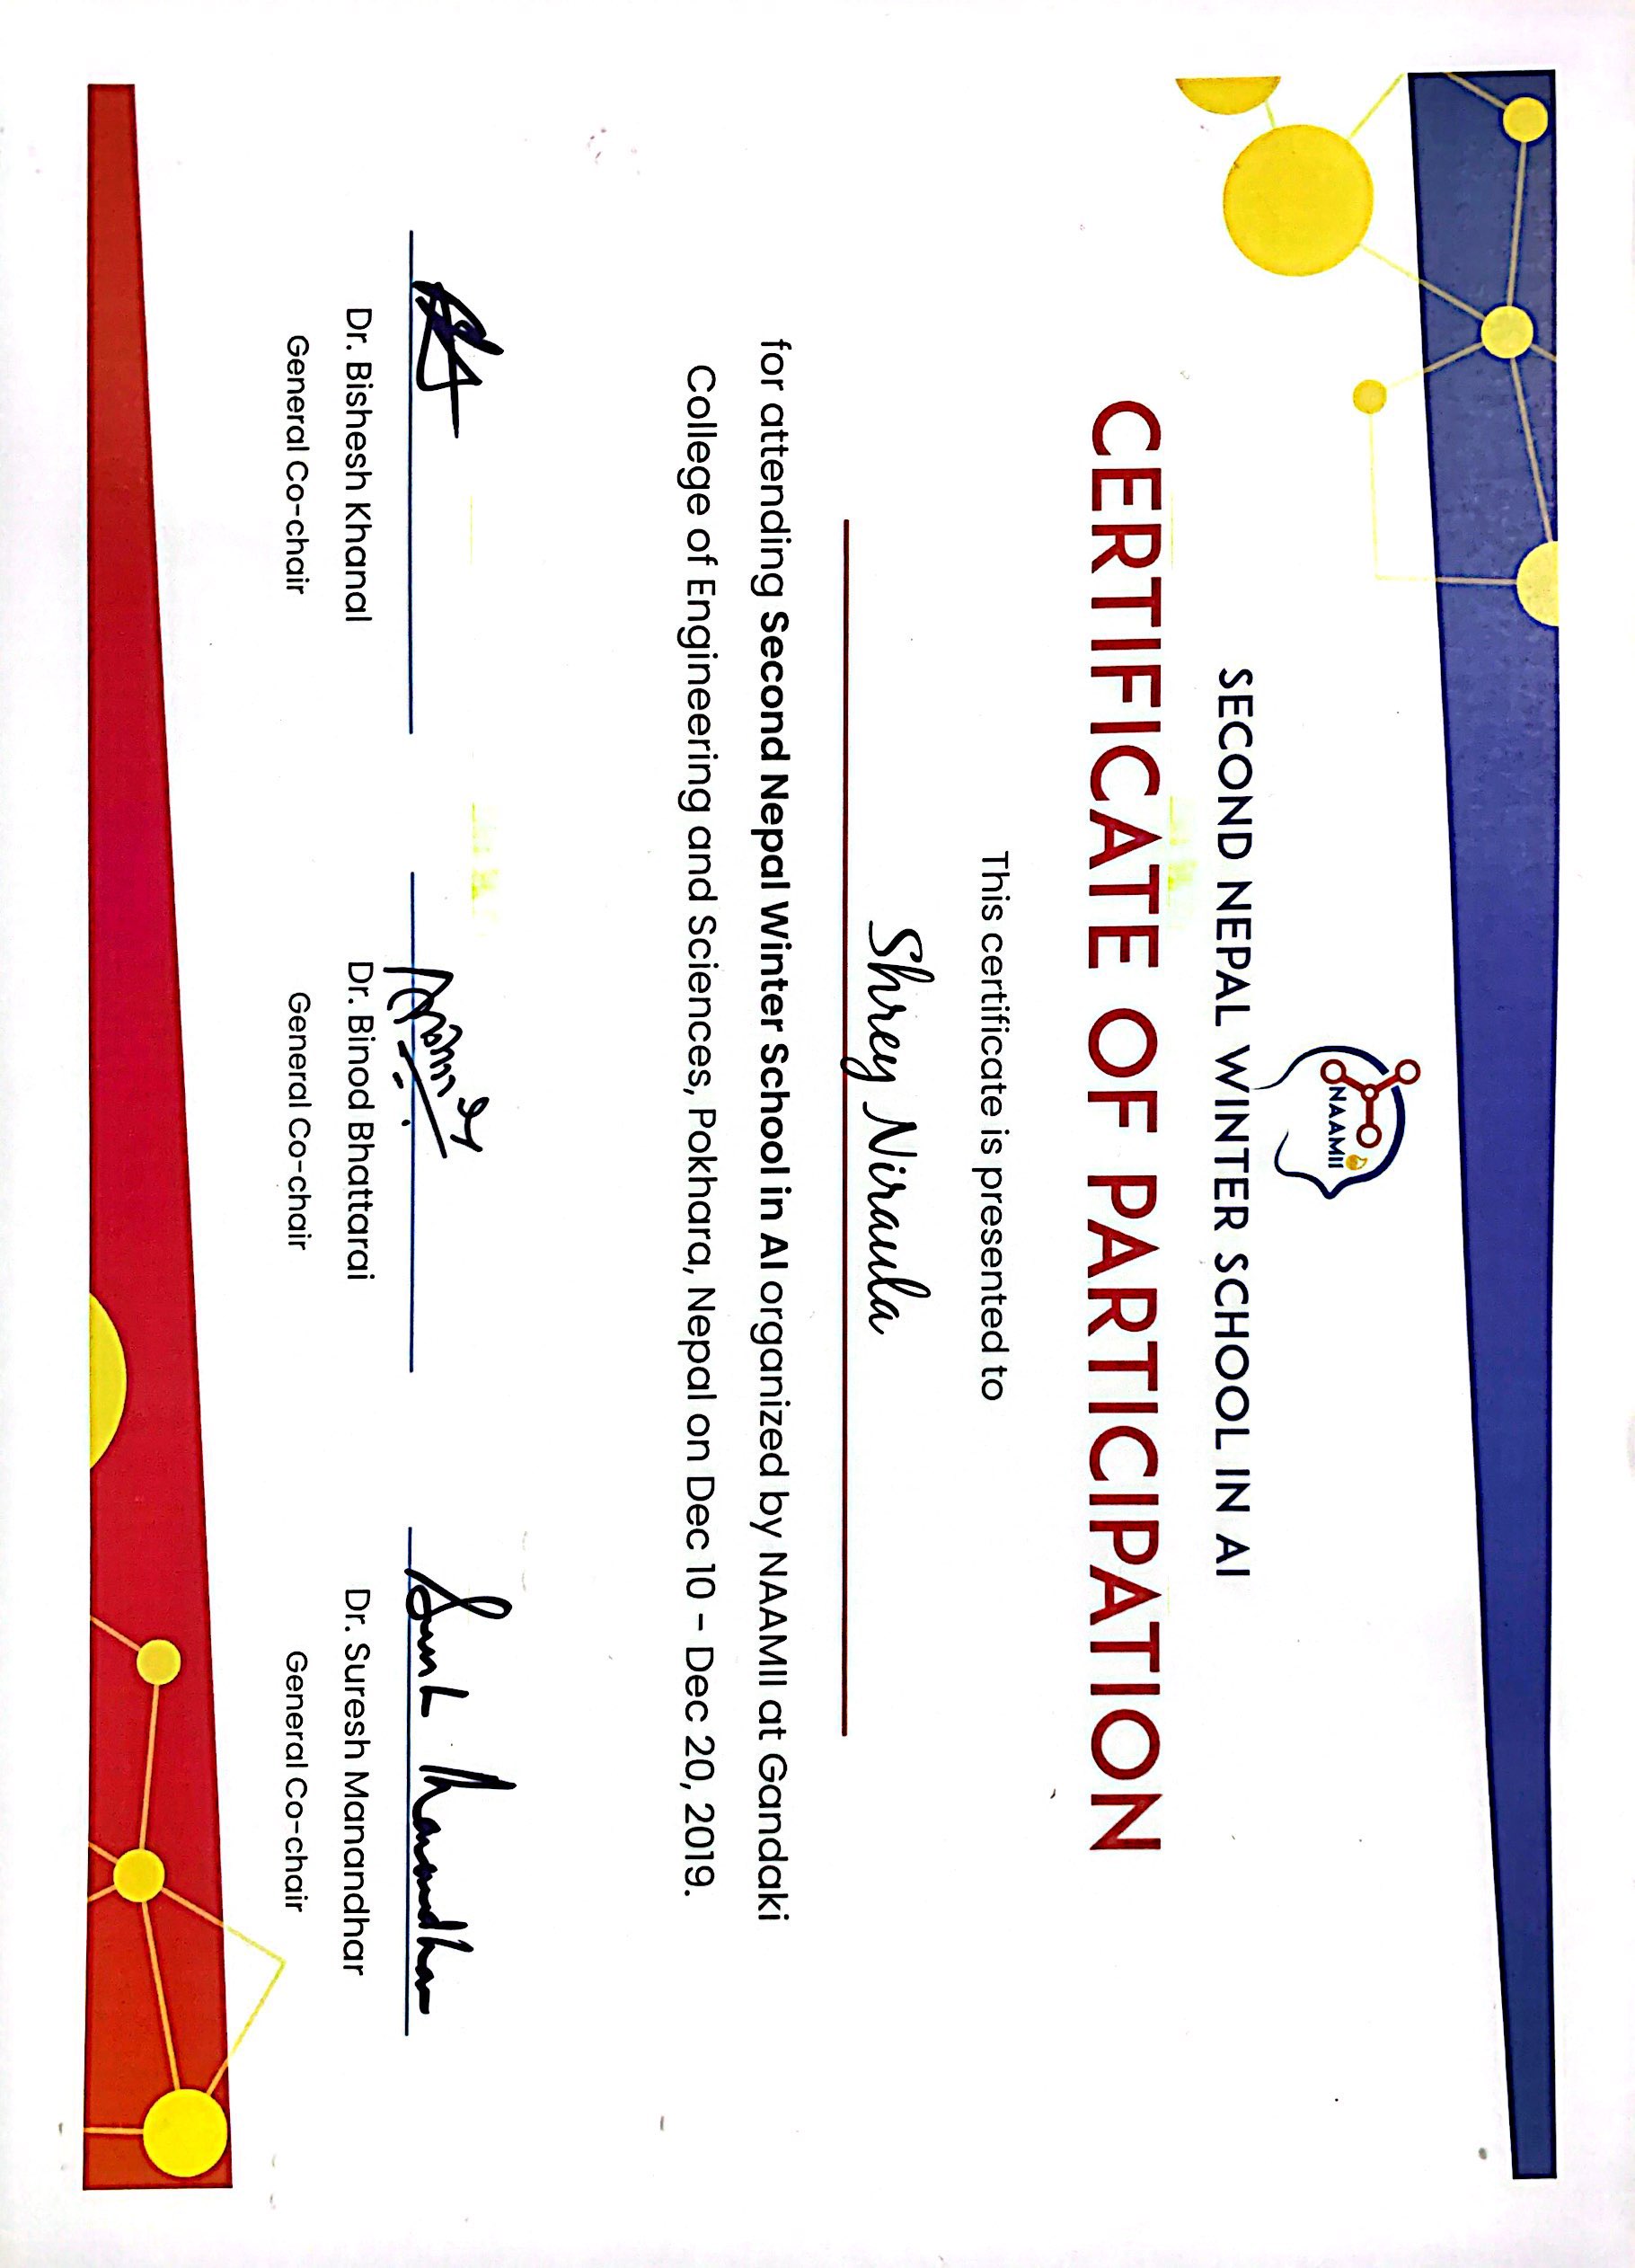 NAAMII
SECOND NEPAL WINTER SCHOOL IN AI
CERTIFICATE OF PARTICIPATION
This certificate is presented to
Shrey Niraula
for attending Second Nepal Winter School in AI organized by NAAMII at Gandaki
College of Engineering and Sciences, Pokhara, Nepal on Dec 10 - Dec 20, 2019.
Suresh Manandhar
Dr. Bishesh Khanal
Dr. Binod Bhattarai
Dr. Suresh Manandhar
General Co-chair
General Co-chair
General Co-chair